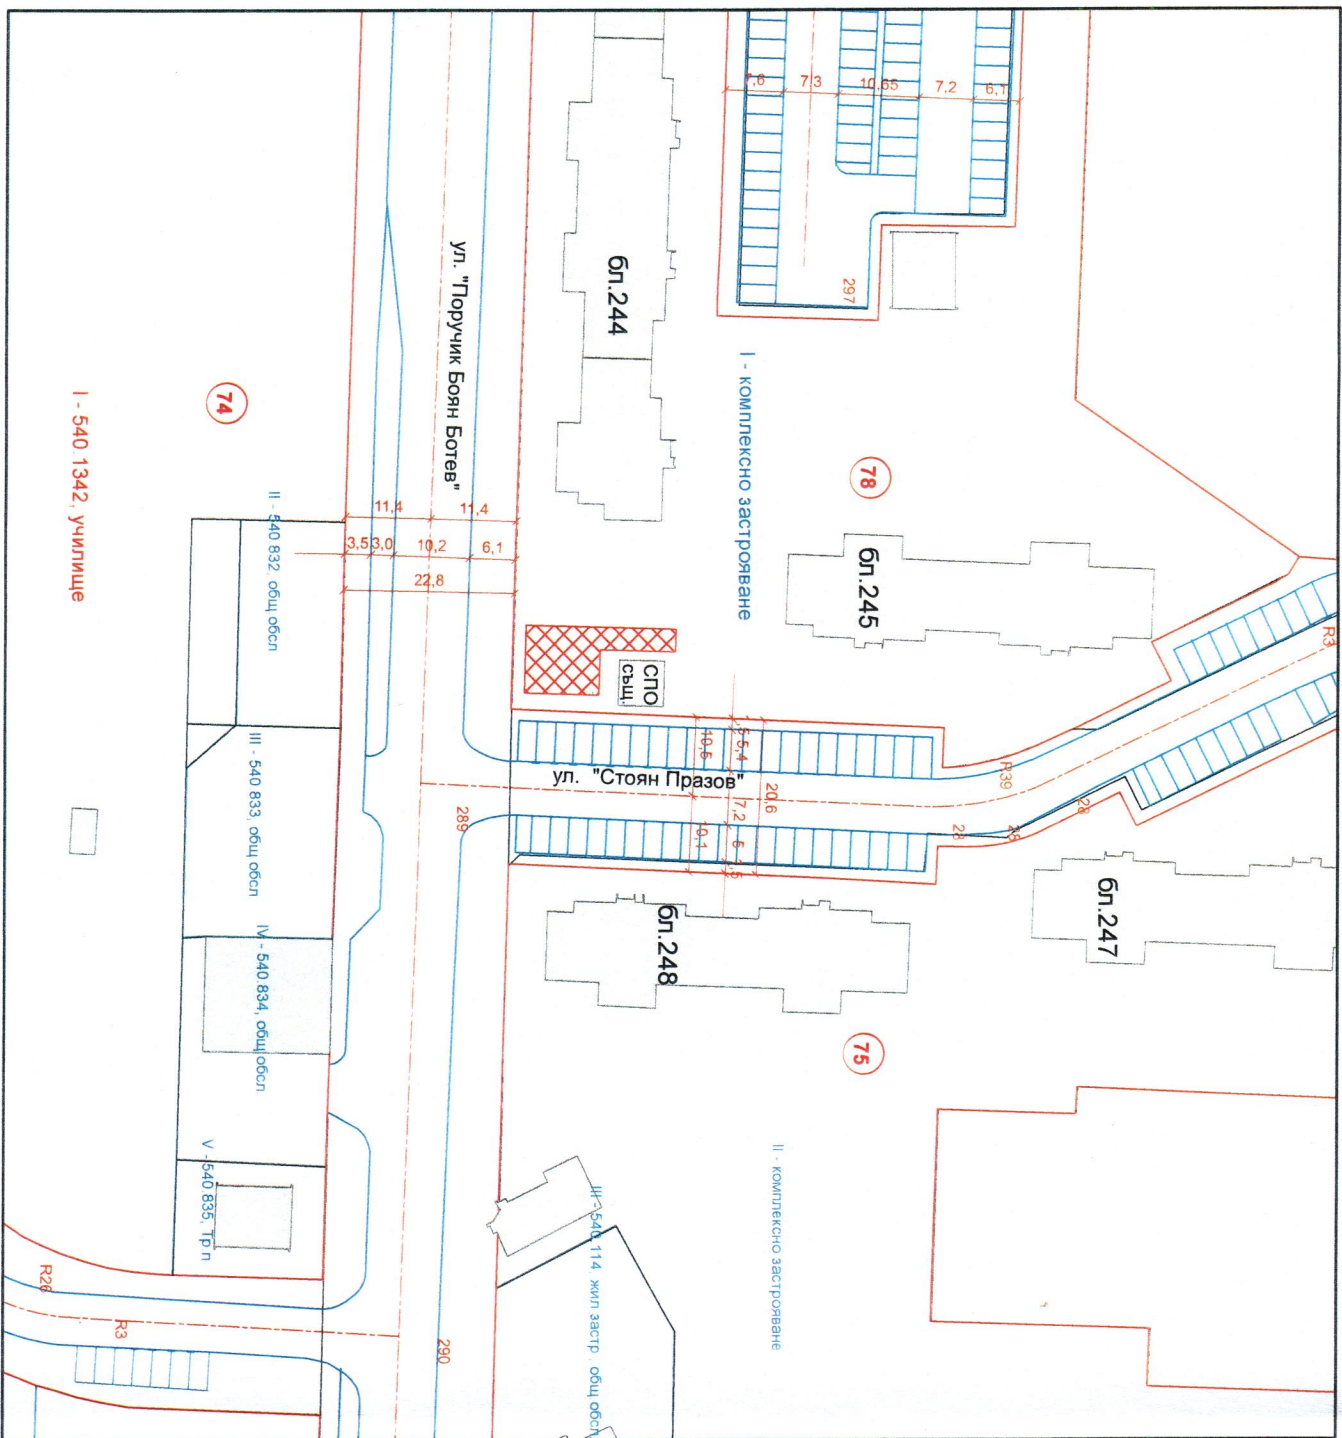 7,6
7,3
10,65
7,2
6,1
297
бл.244
ул. "Поручик Боян Ботев"
I - комплексно застрояване
78
74
I - 540.1342, училище
II - 540 832, общ обсл
11,4
11,4
3,5
3,0
10,2
6,1
22,8
бл.245
R3
СПО
същ.
10,5
5,4
ул. "Стоян Празов"
20,6
7,2
10,1
5
R39
28
28
28
289
III - 540 833, общ обсл
IV - 540.834, общ обсл
бл.248
бл.247
75
V - 540.835, Тр п
III - 540 114 жил застр , общ обсл
II - комплексно застрояване
R26
R3
290